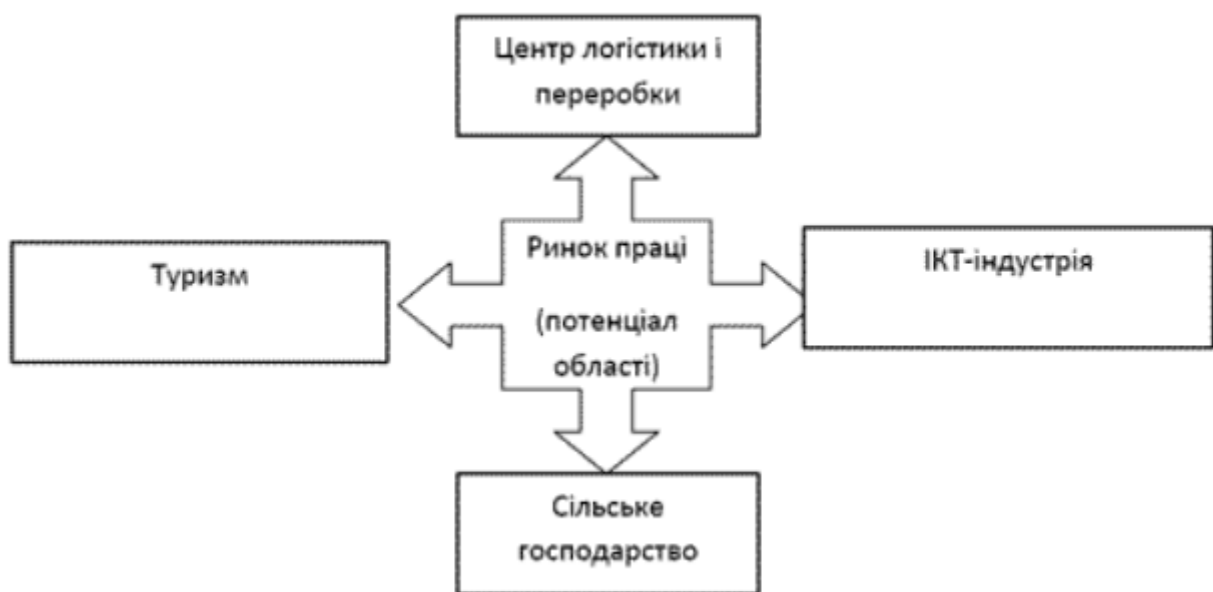 Центр логістики і
переробки
Туризм
Ринок праці
(потенціал
області)
ІКТ-індустрія
Сільське
господарство